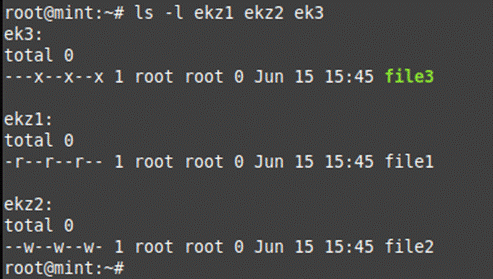 root@mint:~# ls -l ekz1 ekz2 ek3
ek3:
total 0
---x--x--x 1 root root 0 Jun 15 15:45 file3
ekz1:
total 0
-r--r--r-- 1 root root 0 Jun 15 15:45 file1
ekz2:
total 0
--w--w--w- 1 root root 0 Jun 15 15:45 file2
root@mint:~#